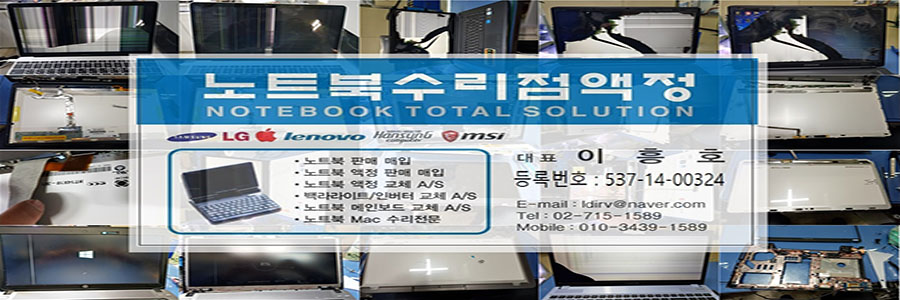 노트북수리점액정
NOTEBOOK TOTAL SOLUTION
SAMSUNG LG lenovo Hansung computer msi
• 노트북 판매 매입
• 노트북 액정 판매 매입
• 노트북 액정 교체 A/S
• 백라라이트/인버터 교체 A/S
• 노트북 메인보드 교체 A/S
• 노트북 Mac 수리전문
대표 이 흥 호
등록번호 : 537-14-00324
E-mail : ldirv@naver.com
Tel : 02-715-1589
Mobile : 010-3439-1589